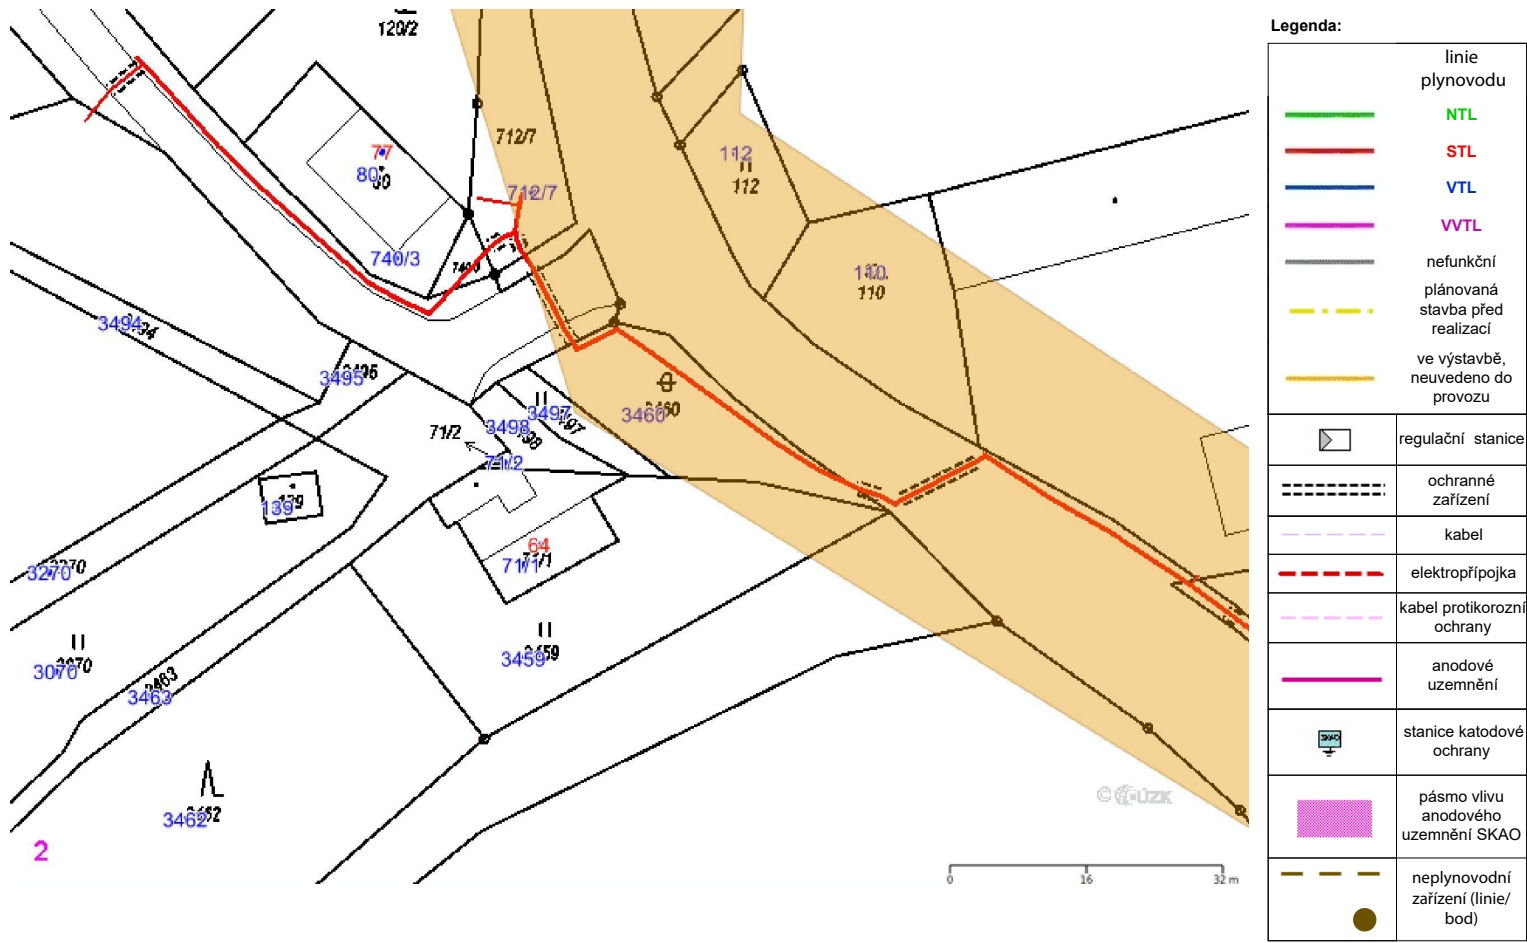 120/2
712/7
77
80
712/7
112
112
740/3
110
110
3494
3495
3460
3497
3498
71/2
71/2
139
64
71/1
3270
3459
3070
3463
3462
2
© ČÚZK
0
16
32 m
Legenda:
linie
plynovodu
NTL
STL
VTL
VVTL
nefunkční
plánovaná
stavba před
realizací
ve výstavbě,
neuvedeno do
provozu
regulační stanice
ochranné
zařízení
kabel
elektropřípojka
kabel protikorozní
ochrany
anodové
uzemnění
SKAO
stanice katodové
ochrany
pásmo vlivu
anodového
uzemnění SKAO
neplynovodní
zařízení (linie/
bod)